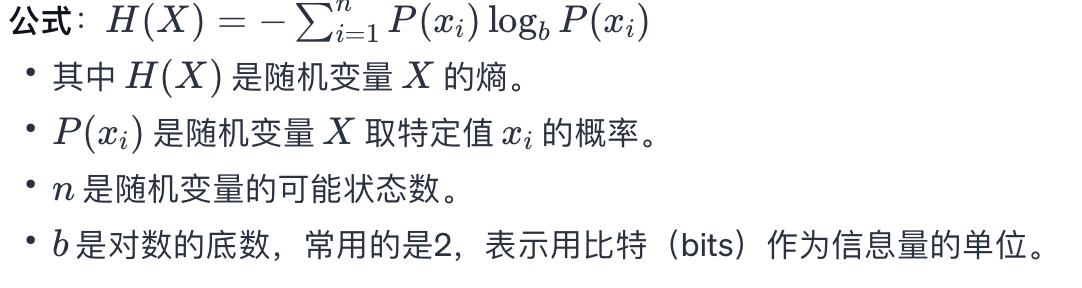 公式：$H(X) = -\sum_{i=1}^{n} P(x_i) \log_b P(x_i)$
• 其中 $H(X)$ 是随机变量 $X$ 的熵。
• $P(x_i)$ 是随机变量 $X$ 取特定值 $x_i$ 的概率。
• $n$ 是随机变量的可能状态数。
• $b$ 是对数的底数，常用的是2，表示用比特（bits）作为信息量的单位。